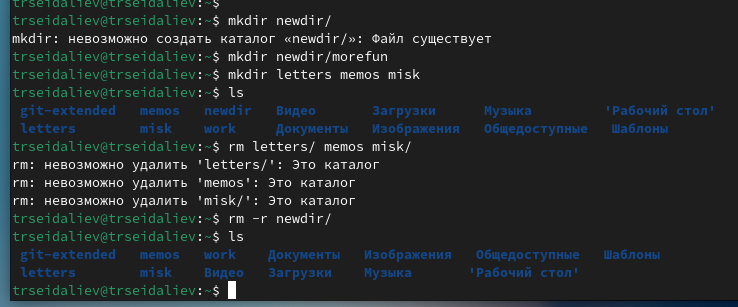 trseidaliev@trseidaliev:~$
trseidaliev@trseidaliev:~$ mkdir newdir/
mkdir: невозможно создать каталог «newdir/»: Файл существует
trseidaliev@trseidaliev:~$ mkdir newdir/morefun
trseidaliev@trseidaliev:~$ mkdir letters memos misk
trseidaliev@trseidaliev:~$ ls
git-extended memos newdir Видео Загрузки Музыка 'Рабочий стол'
letters misk work Документы Изображения Общедоступные Шаблоны
trseidaliev@trseidaliev:~$ rm letters/ memos misk/
rm: невозможно удалить 'letters/': Это каталог
rm: невозможно удалить 'memos': Это каталог
rm: невозможно удалить 'misk/': Это каталог
trseidaliev@trseidaliev:~$ rm -r newdir/
trseidaliev@trseidaliev:~$ ls
git-extended memos work Документы Изображения Общедоступные Шаблоны
letters misk Видео Загрузки Музыка 'Рабочий стол'
trseidaliev@trseidaliev:~$